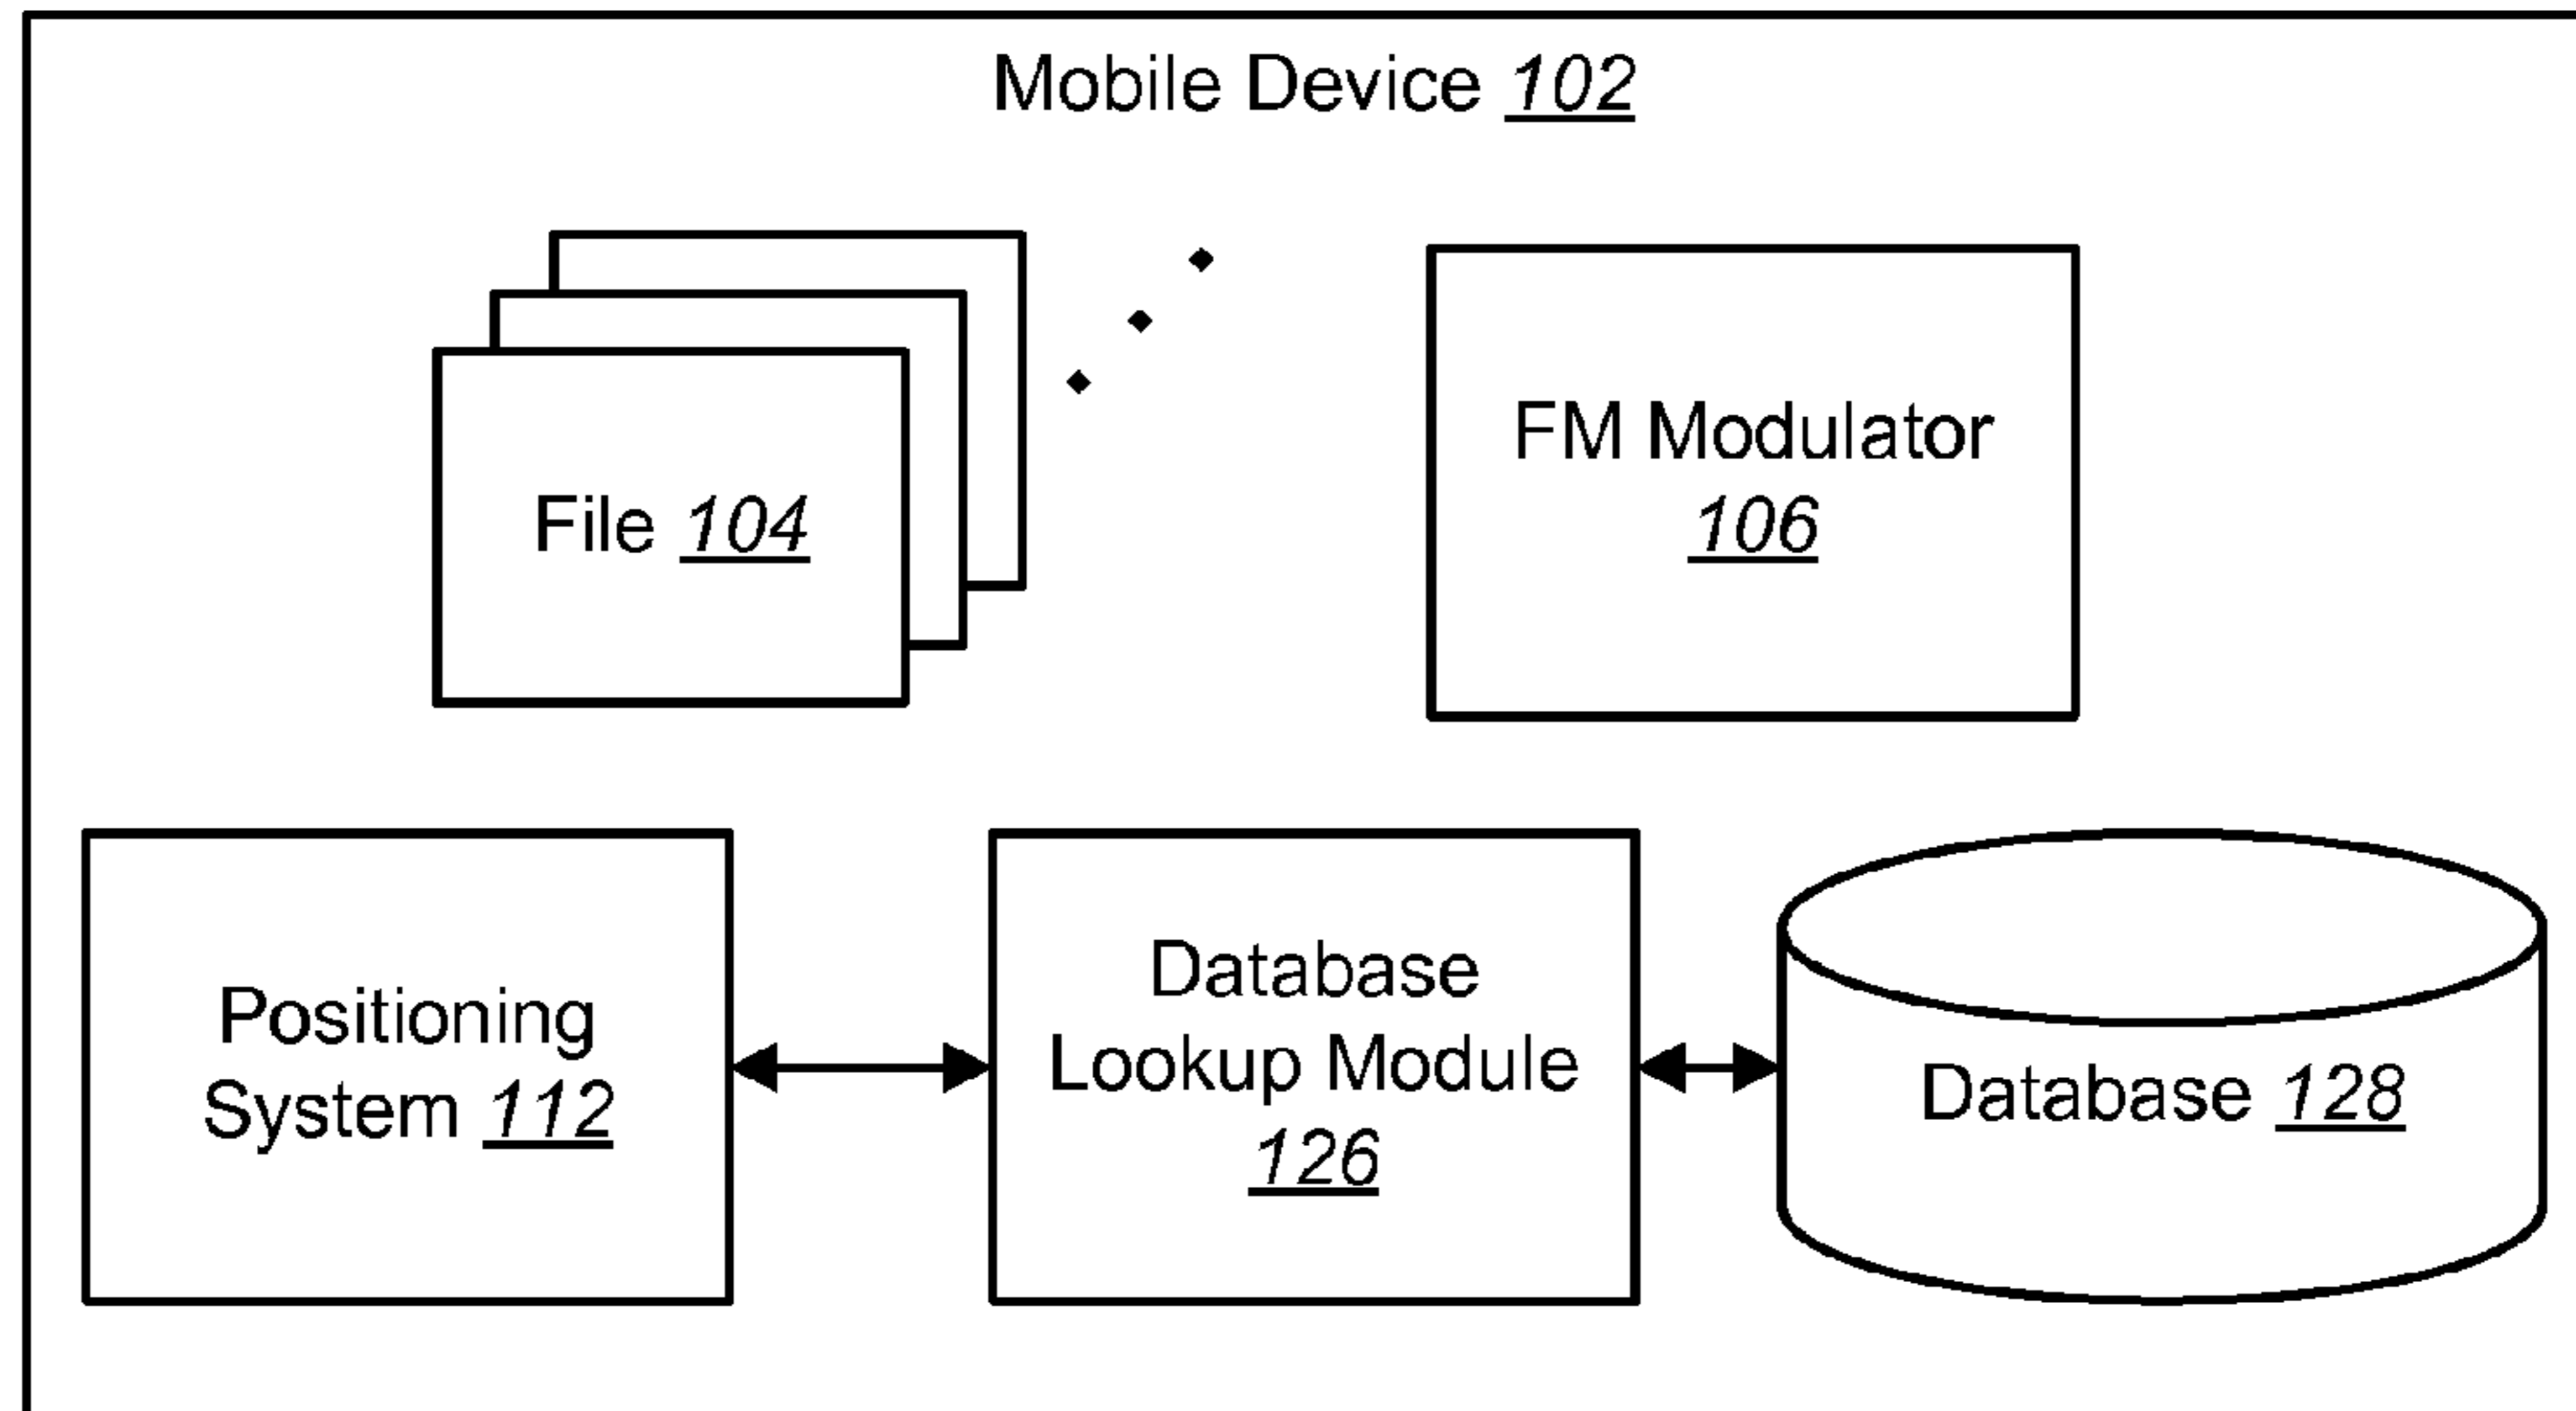 Mobile Device 102
File 104
FM Modulator
106
Positioning
System 112
Database
Lookup Module
126
Database 128